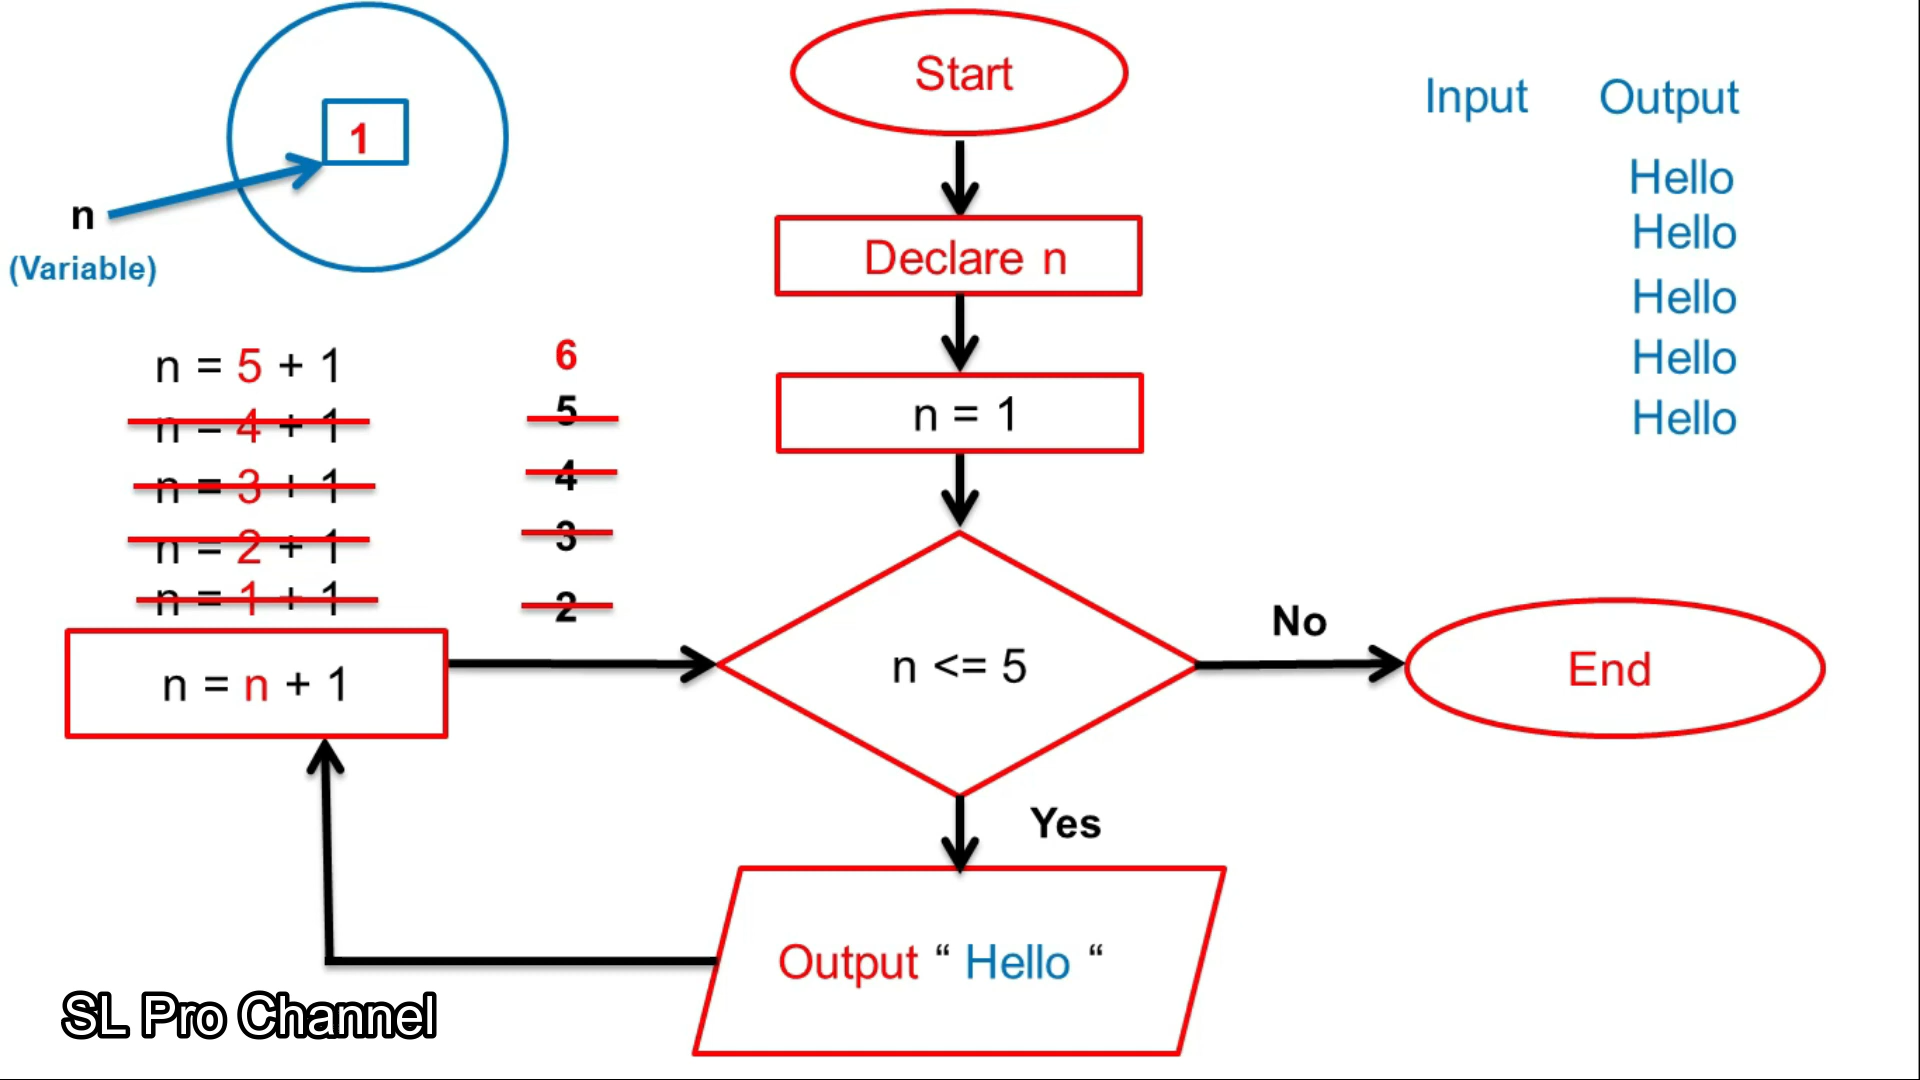 Start
Input Output
1
n
(Variable)
Declare n
Hello
Hello
Hello
Hello
Hello
n = 1
n = 5 + 1
n = 4 + 1
n = 3 + 1
n = 2 + 1
n = 1 + 1
6
5
4
3
2
n = n + 1
n <= 5
No
End
Yes
Output “ Hello “
SL Pro Channel